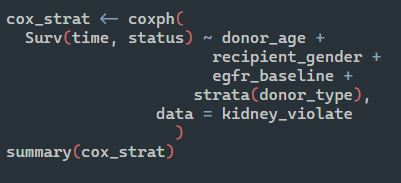 cox_strat <- coxph(
Surv(time, status) ~ donor_age +
recipient_gender +
egfr_baseline +
strata(donor_type),
data = kidney_violate
)
summary(cox_strat)